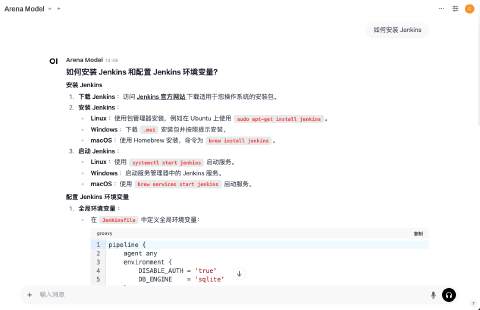 Arena Model
如何安装 Jenkins
OI Arena Model 14:28
如何安装 Jenkins 和配置 Jenkins 环境变量?
安装 Jenkins
1. 下载 Jenkins： 访问 Jenkins 官方网站 下载适用于您操作系统的安装包。
2. 安装 Jenkins：
Linux： 使用包管理器安装，例如在 Ubuntu 上使用 sudo apt-get install jenkins 。
Windows： 下载 .msi 安装包并按照提示安装。
macOS： 使用 Homebrew 安装，命令为 brew install jenkins 。
3. 启动 Jenkins：
Linux： 使用 systemctl start jenkins 启动服务。
Windows： 启动服务管理器中的 Jenkins 服务。
macOS： 使用 brew services start jenkins 启动服务。
配置 Jenkins 环境变量
1. 全局环境变量：
在 Jenkinsfile 中定义全局环境变量：
groovy 复制
1 pipeline {
2 agent any
3 environment {
4 DISABLE_AUTH = 'true'
5 DB_ENGINE = 'sqlite'
输入消息
?